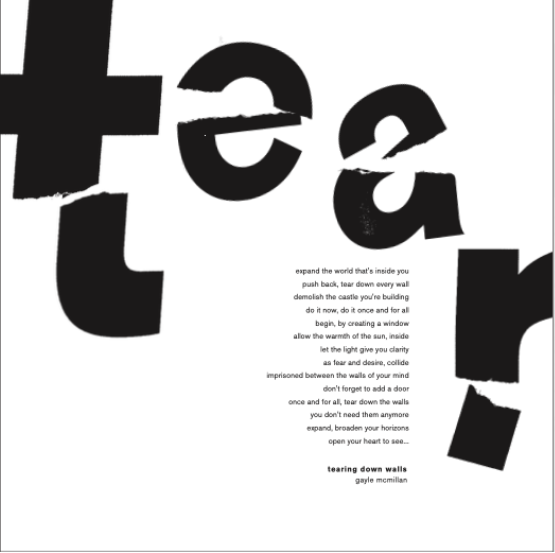 tear
expand the world that's inside you
push back, tear down every wall
demolish the castle you're building
do it now, do it once and for all
begin, by creating a window
allow the warmth of the sun, inside
let the light give you clarity
as fear and desire, collide
imprisoned between the walls of your mind
don't forget to add a door
once and for all, tear down the walls
you don't need them anymore
expand, broaden your horizons
open your heart to see...
tearing down walls
gayle mcmillan